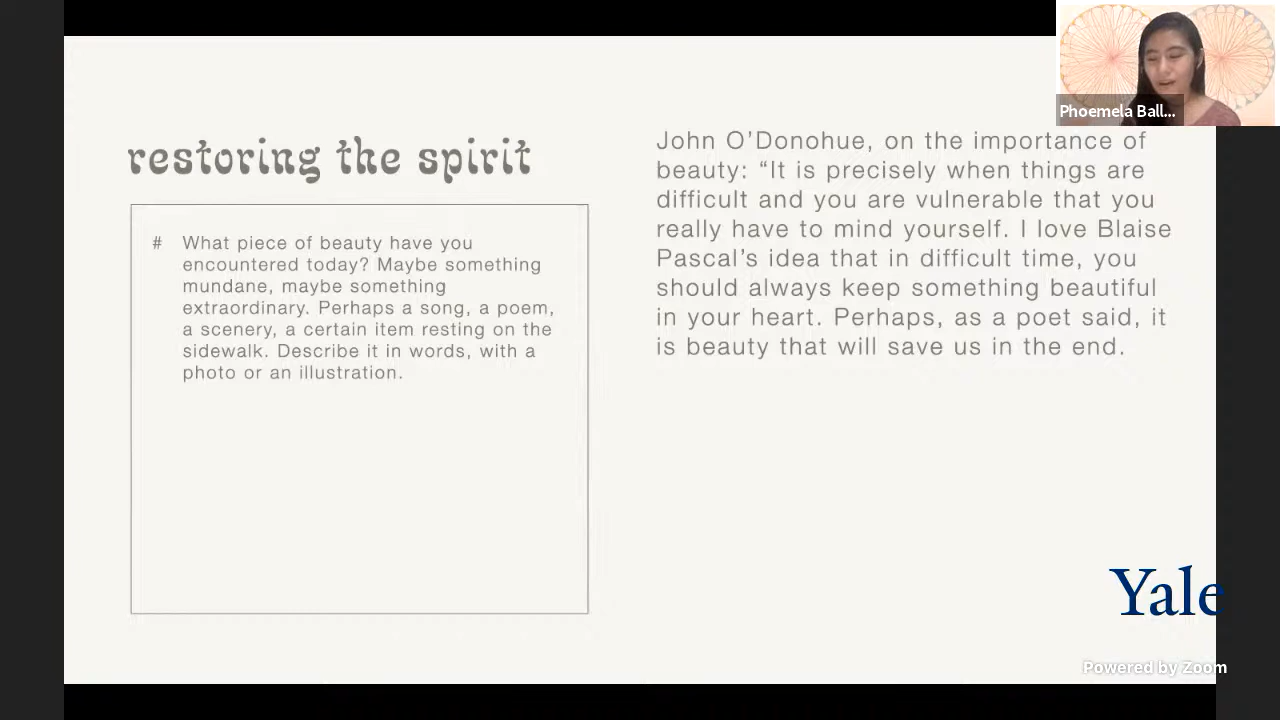 restoring the spirit
# What piece of beauty have you
encountered today? Maybe something
mundane, maybe something
extraordinary. Perhaps a song, a poem,
a scenery, a certain item resting on the
sidewalk. Describe it in words, with a
photo or an illustration.
John O’Donohue, on the importance of
beauty: “It is precisely when things are
difficult and you are vulnerable that you
really have to mind yourself. I love Blaise
Pascal’s idea that in difficult time, you
should always keep something beautiful
in your heart. Perhaps, as a poet said, it
is beauty that will save us in the end.
Phoemela Ball...
Yale
Powered by Zoom